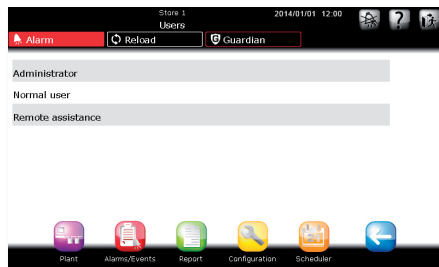 Store 1
2014/01/01 12:00
Users
Alarm
Reload
Guardian
Administrator
Normal user
Remote assistance
Plant
Alarms/Events
Report
Configuration
Scheduler